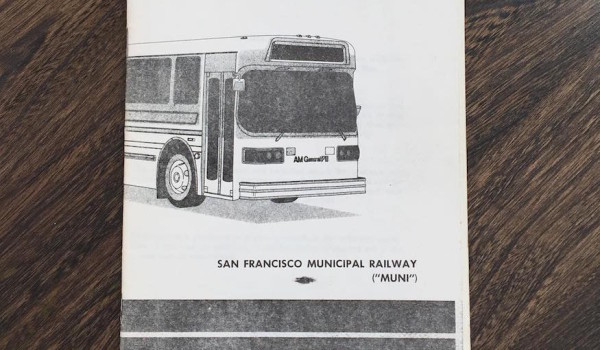 AM General
SAN FRANCISCO MUNICIPAL RAILWAY
("MUNI")